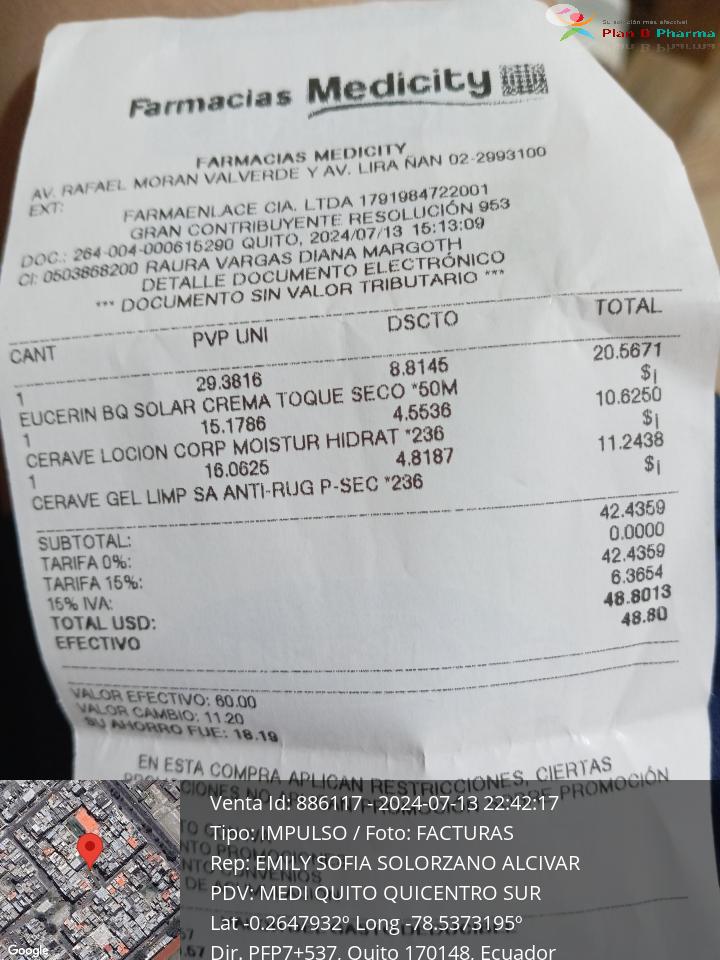 Su solución más efectiva!
Plan B Pharma
Farmacias Medicity
FARMACIAS MEDICITY
AV. RAFAEL MORAN VALVERDE Y AV. LIRA ÑAN 02-2993100
EXT:
FARMAENLACE CIA. LTDA 1791984722001
GRAN CONTRIBUYENTE RESOLUCIÓN 953
DOC.: 264-004-000615290 QUITO, 2024/07/13 15:13:09
CI: 0503868200 RAURA VARGAS DIANA MARGOTH
DETALLE DOCUMENTO ELECTRÓNICO
*** DOCUMENTO SIN VALOR TRIBUTARIO ***
CANT PVP UNI DSCTO TOTAL
1 29.3816 8.8145 20.5671
EUCERIN BQ SOLAR CREMA TOQUE SECO *50M $¡
1 15.1786 4.5536 10.6250
CERAVE LOCION CORP MOISTUR HIDRAT *236 $¡
1 16.0625 4.8187 11.2438
CERAVE GEL LIMP SA ANTI-RUG P-SEC *236 $¡
SUBTOTAL: 42.4359
TARIFA 0%: 0.0000
TARIFA 15%: 42.4359
15% IVA: 6.3654
TOTAL USD: 48.8013
EFECTIVO 48.80
VALOR EFECTIVO: 60.00
VALOR CAMBIO: 11.20
SU AHORRO FUE: 18.19
EN ESTA COMPRA APLICAN RESTRICCIONES, CIERTAS
PROMOCIÓN
Venta Id: 886117 - 2024-07-13 22:42:17
Tipo: IMPULSO / Foto: FACTURAS
Rep: EMILY SOFIA SOLORZANO ALCIVAR
PDV: MEDI QUITO QUICENTRO SUR
Lat -0.2647932º Long -78.5373195º
Dir. PFP7+537, Quito 170148, Ecuador
Google